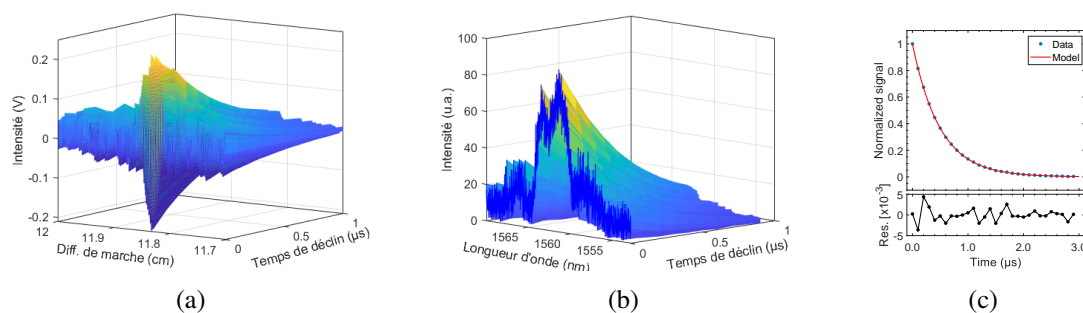 0.2
0.1
0
-0.1
-0.2
Intensité (V)
12
11.9
11.8
11.7
Diff. de marche (cm)
0
0.5
1
Temps de déclin (µs)
(a)
100
80
60
40
20
0
Intensité (u.a.)
1565
1560
1555
Longueur d'onde (nm)
0
0.5
1
Temps de déclin (µs)
(b)
Data
Model
1
0.8
0.6
0.4
0.2
0
Normalized signal
5
0
-5
Res. [x10-3]
0.0
1.0
2.0
3.0
Time (µs)
(c)